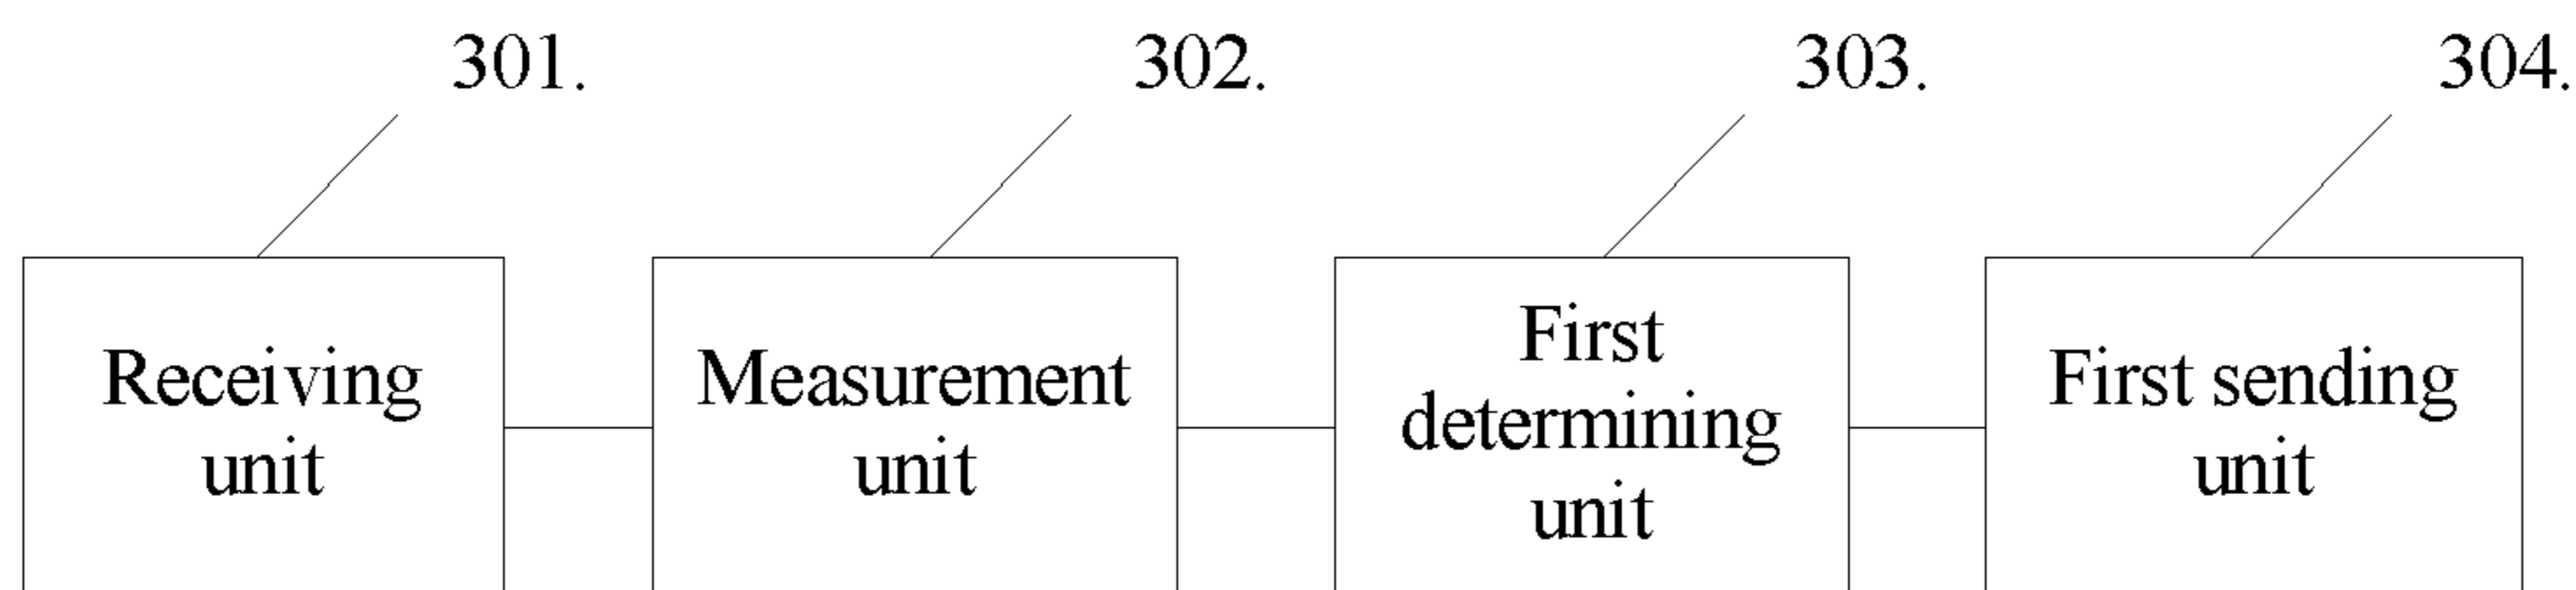 301.
302.
303.
304.
Receiving
unit
Measurement
unit
First
determining
unit
First sending
unit